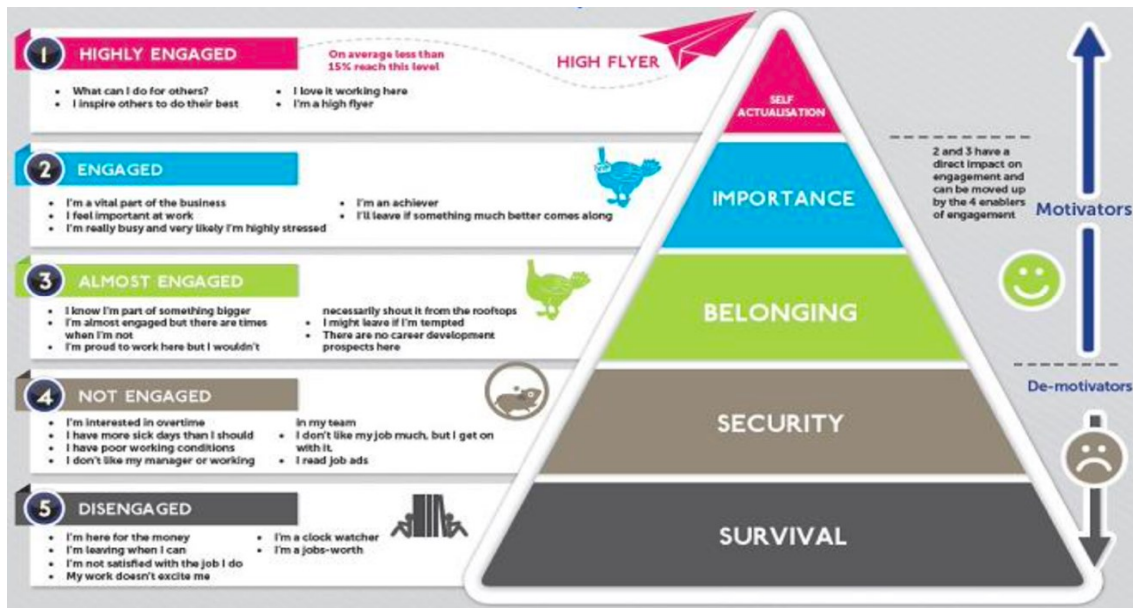 1 HIGHLY ENGAGED
On average less than
15% reach this level
HIGH FLYER
• What can I do for others?
• I inspire others to do their best
• I love it working here
• I'm a high flyer
SELF
ACTUALISATION
2 ENGAGED
• I'm a vital part of the business
• I feel important at work
• I'm really busy and very likely I'm highly stressed
• I'm an achiever
• I'll leave if something much better comes along
IMPORTANCE
2 and 3 have a
direct impact on
engagement and
can be moved up
by the 4 enablers
of engagement
Motivators
3 ALMOST ENGAGED
• I know I'm part of something bigger
• I'm almost engaged but there are times
when I'm not
• I'm proud to work here but I wouldn't
necessarily shout it from the rooftops
• I might leave if I'm tempted
• There are no career development
prospects here
BELONGING
De-motivators
4 NOT ENGAGED
• I'm interested in overtime
• I have more sick days than I should
• I have poor working conditions
• I don't like my manager or working
in my team
• I don't like my job much, but I get on
with it.
• I read job ads
SECURITY
5 DISENGAGED
• I'm here for the money
• I'm leaving when I can
• I'm not satisfied with the job I do
• My work doesn't excite me
• I'm a clock watcher
• I'm a jobs-worth
SURVIVAL